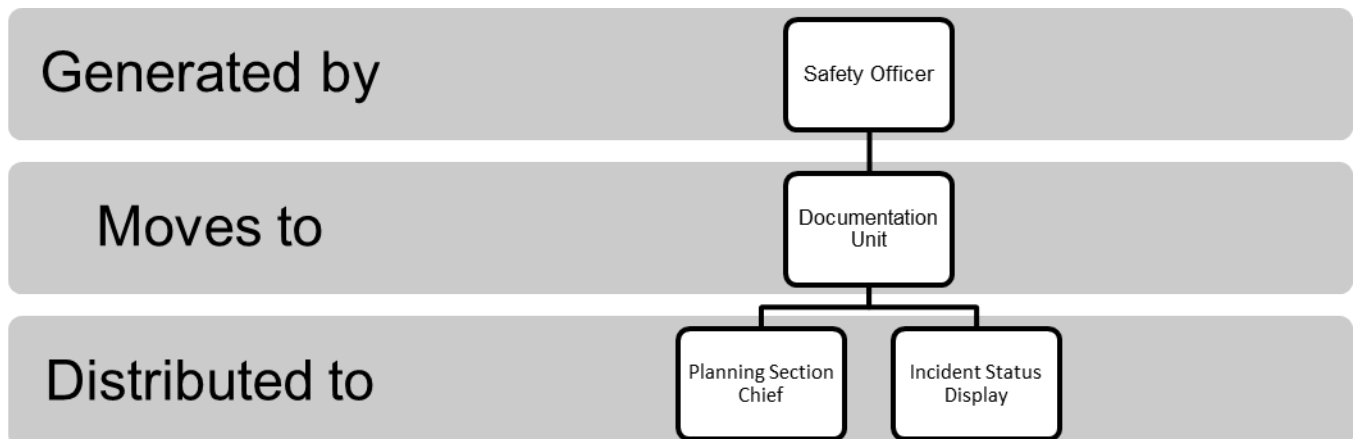 Generated by
Safety Officer
Moves to
Documentation
Unit
Distributed to
Planning Section
Chief
Incident Status
Display